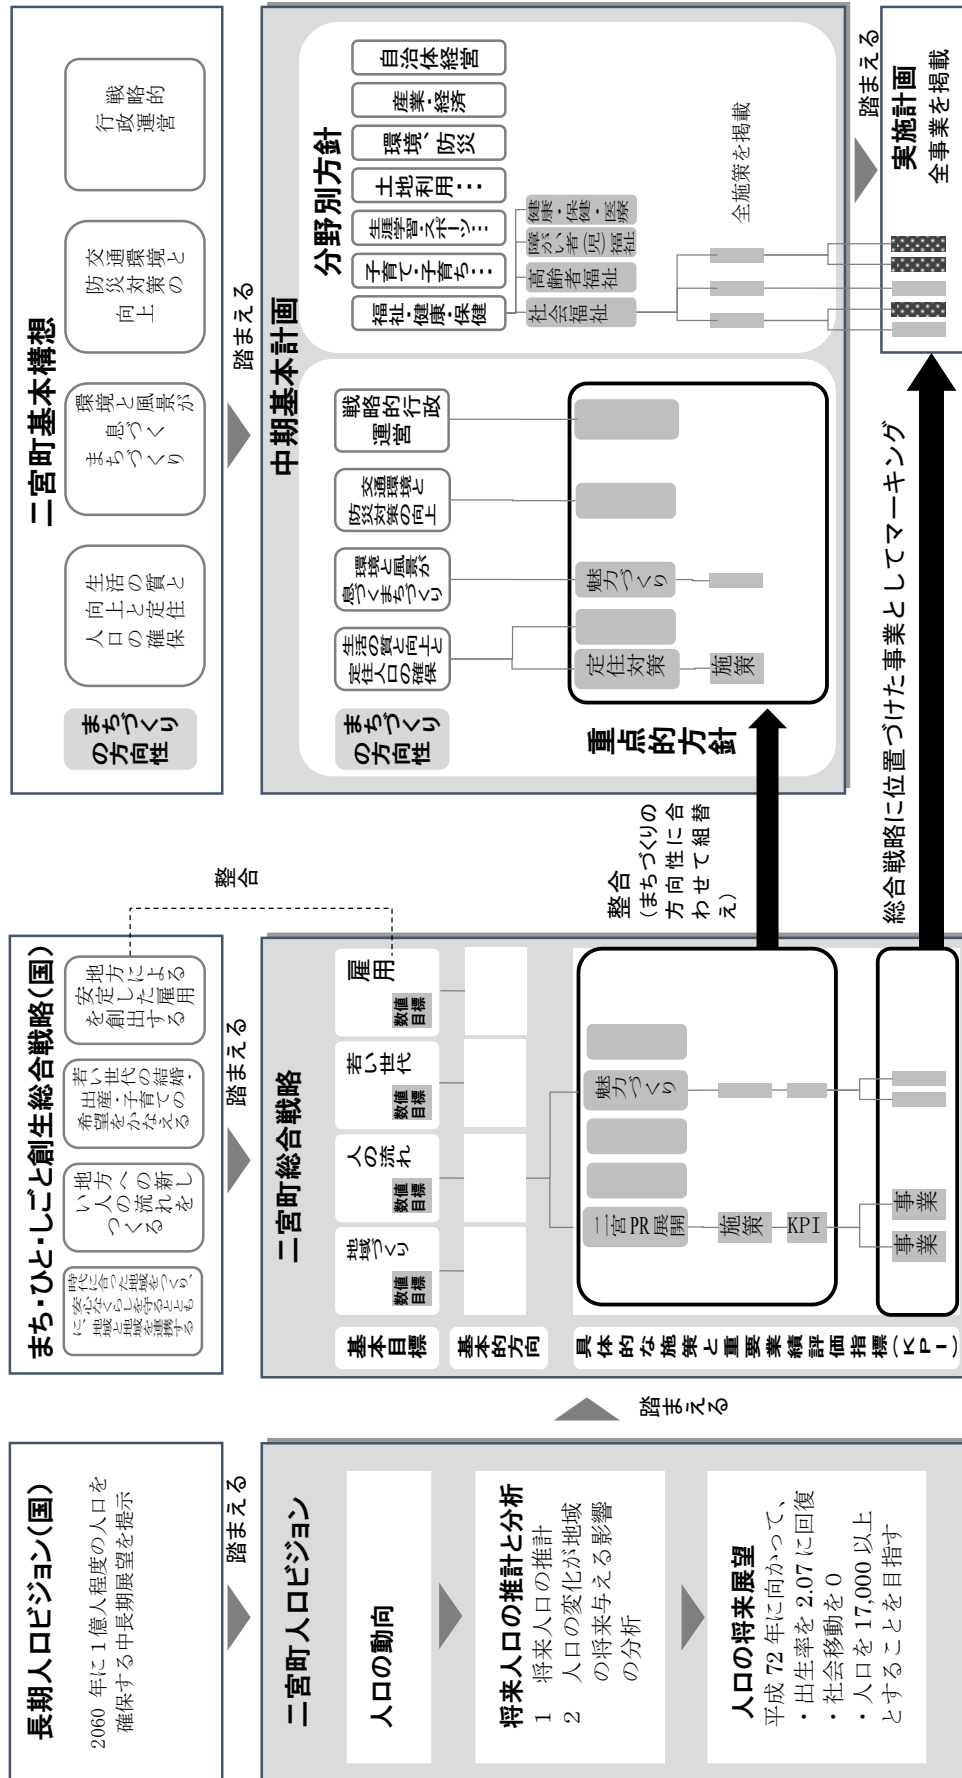 長期人口ビジョン(国)
2060 年に 1 億人程度の人口を
確保する中長期展望を提示
踏まえる
二宮町人口ビジョン
人口の動向
将来人口の推計と分析
1 将来人口の推計
2 人口の変化が地域
の将来与える影響
の分析
人口の将来展望
平成 72 年に向かって、
・出生率を 2.07 に回復
・社会移動を 0
・人口を 17,000 以上
とすることを目指す
踏まえる
まち・ひと・しごと創生総合戦略(国)
時代に合った地域をつくり、
安心なくらしを守るととも
に、地域と地域を連携する
地方への新し
い人の流れを
つくる
若い世代の結婚・
出産・子育ての
希望をかなえる
地方による
安定した雇用
を創出する
整合
踏まえる
二宮町総合戦略
基本目標
地域づくり
数値
目標
人の流れ
数値
目標
若い世代
数値
目標
雇用
数値
目標
基本的方向
具体的な施策と重要業績評価指標(KPI)
二宮 PR 展開
魅力づくり
施策
KPI
事業
事業
整合
(まちづくりの
方向性に合
わせて組替
え)
総合戦略に位置づけた事業としてマーキング
二宮町基本構想
まちづくり
の方向性
生活の質と
向上と定住
人口の確保
環境と風景が
息づく
まちづくり
交通環境と
防災対策の
向上
戦略的
行政運営
踏まえる
中期基本計画
まちづくり
の方向性
生活の質と向上と
定住人口の確保
環境と風景が
息づくまちづくり
交通環境と
防災対策の向上
戦略的行政
運営
重点的方針
定住対策
魅力づくり
施策
分野別方針
福祉・健康・保健
子育て・子育ち…
生涯学習・スポーツ…
土地利用…
環境、防災
産業・経済
自治体経営
社会福祉
高齢者福祉
障がい者(児)福祉
健康・保健・医療
全施策を掲載
踏まえる
実施計画
全事業を掲載